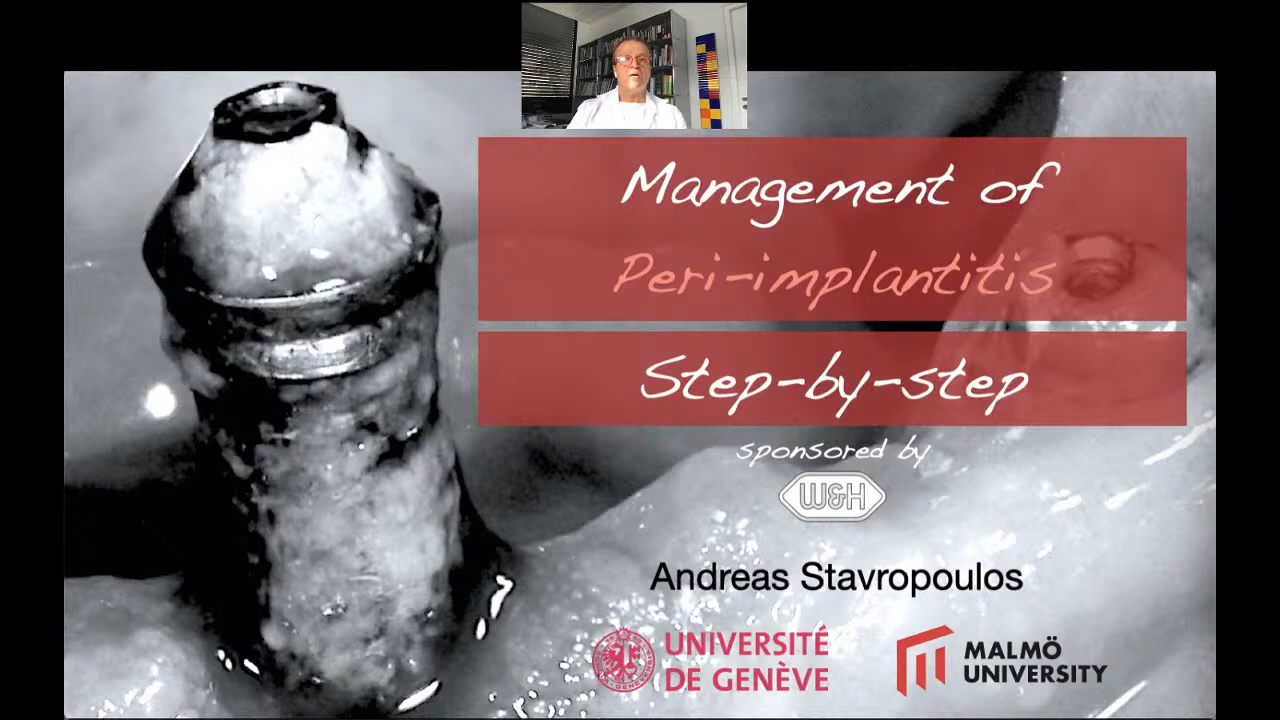 Management of
Peri-implantitis
Step-by-step
sponsored by
W&H
Andreas Stavropoulos
UNIVERSITÉ
DE GENÈVE
MALMÖ
UNIVERSITY